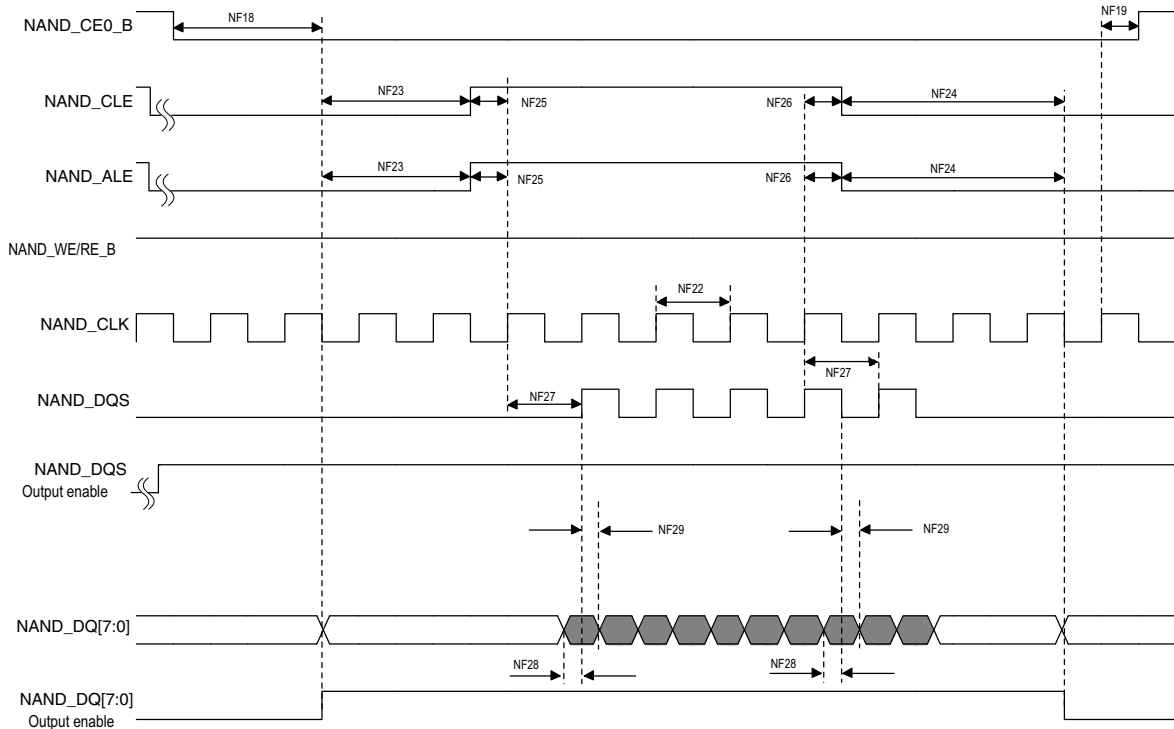 NF18
NF19
NAND_CE0_B
NF23
NF25
NF26
NF24
NAND_CLE
NF23
NF25
NF26
NF24
NAND_ALE
NAND_WE/RE_B
NF22
NAND_CLK
NF27
NF27
NAND_DQS
NAND_DQS
Output enable
NF29
NF29
NAND_DQ[7:0]
NF28
NF28
NAND_DQ[7:0]
Output enable